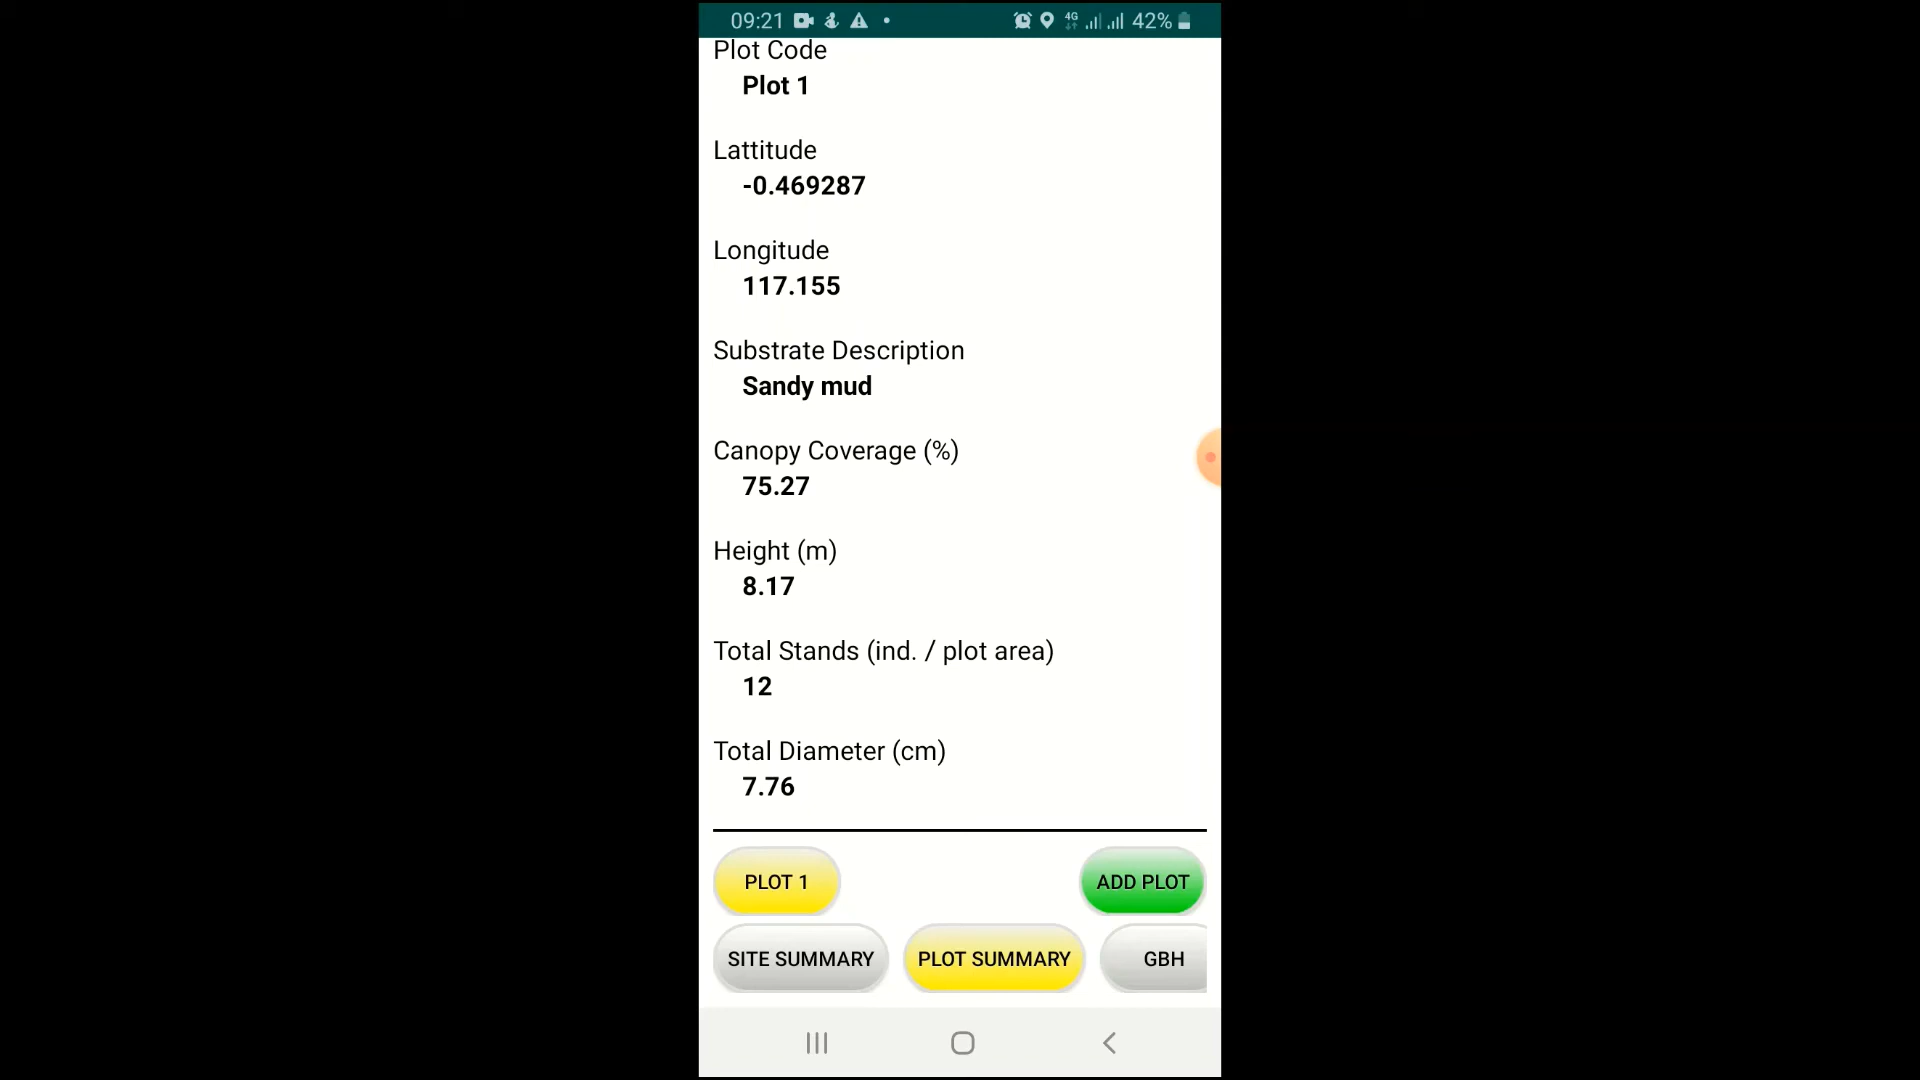 09:21 4G 42%
Plot Code
Plot 1
Lattitude
-0.469287
Longitude
117.155
Substrate Description
Sandy mud
Canopy Coverage (%)
75.27
Height (m)
8.17
Total Stands (ind. / plot area)
12
Total Diameter (cm)
7.76
PLOT 1 ADD PLOT
SITE SUMMARY PLOT SUMMARY GBH